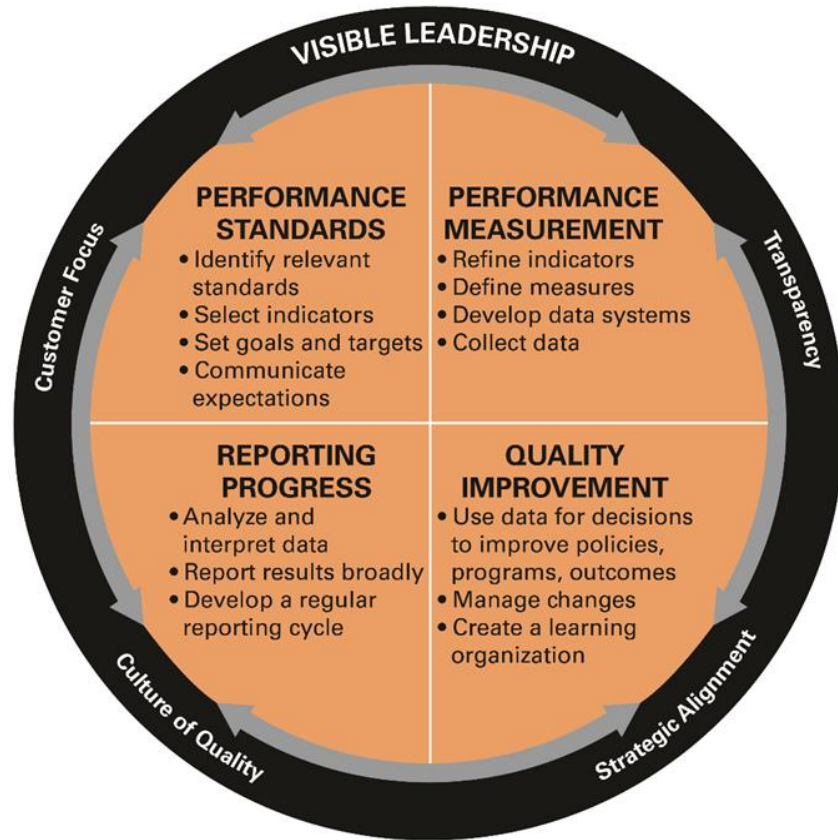 VISIBLE LEADERSHIP
Customer Focus
Transparency
PERFORMANCE
STANDARDS
• Identify relevant
standards
• Select indicators
• Set goals and targets
• Communicate
expectations
PERFORMANCE
MEASUREMENT
• Refine indicators
• Define measures
• Develop data systems
• Collect data
REPORTING
PROGRESS
• Analyze and
interpret data
• Report results broadly
• Develop a regular
reporting cycle
QUALITY
IMPROVEMENT
• Use data for decisions
to improve policies,
programs, outcomes
• Manage changes
• Create a learning
organization
Culture of Quality
Strategic Alignment